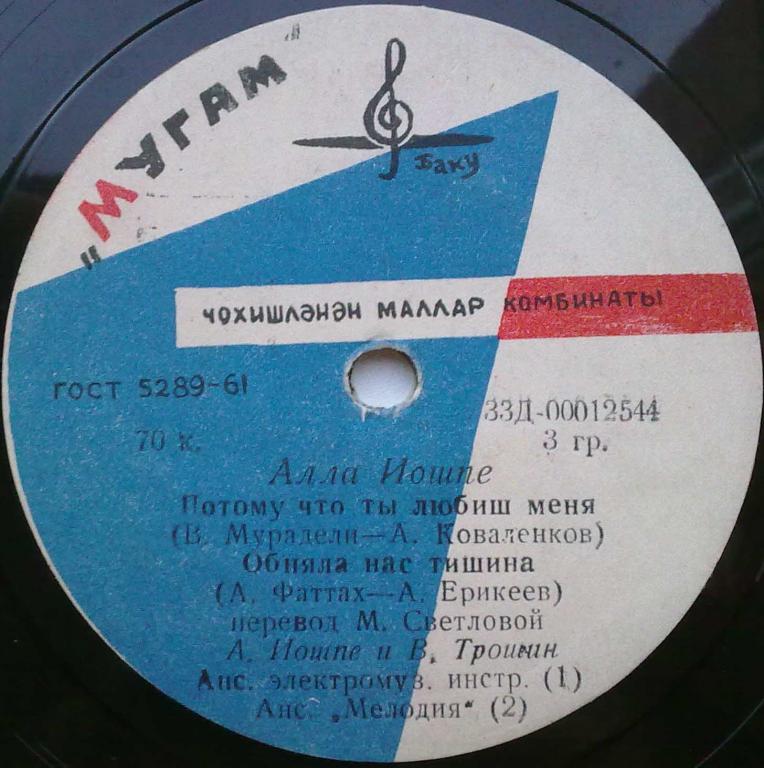 "Мугам"
Баку
ЧОХИШЛӘНӘН МАЛЛАР КОМБИНАТЫ
ГОСТ 5289-61
33Д-00012544
70 к.
3 гр.
Алла Иошпе
Потому что ты любиш меня
(В. Мурадели—А. Коваленков)
Обняла нас тишина
(А. Фаттах—А. Ерикеев)
перевод М. Светловой
А. Иошпе и В. Трошин
Анс. электромуз. инстр. (1)
Анс. „Мелодия" (2)